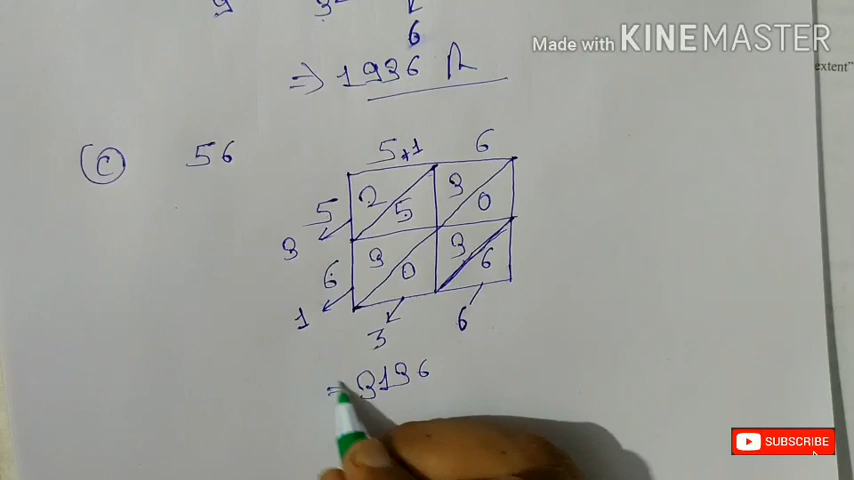 6
⇒ 1936
Made with KINEMASTER
extent"
(c) 56
5+1 6
5 2 5 3 0
3
6 3 0 3 6
1
3 6
= 3136
SUBSCRIBE